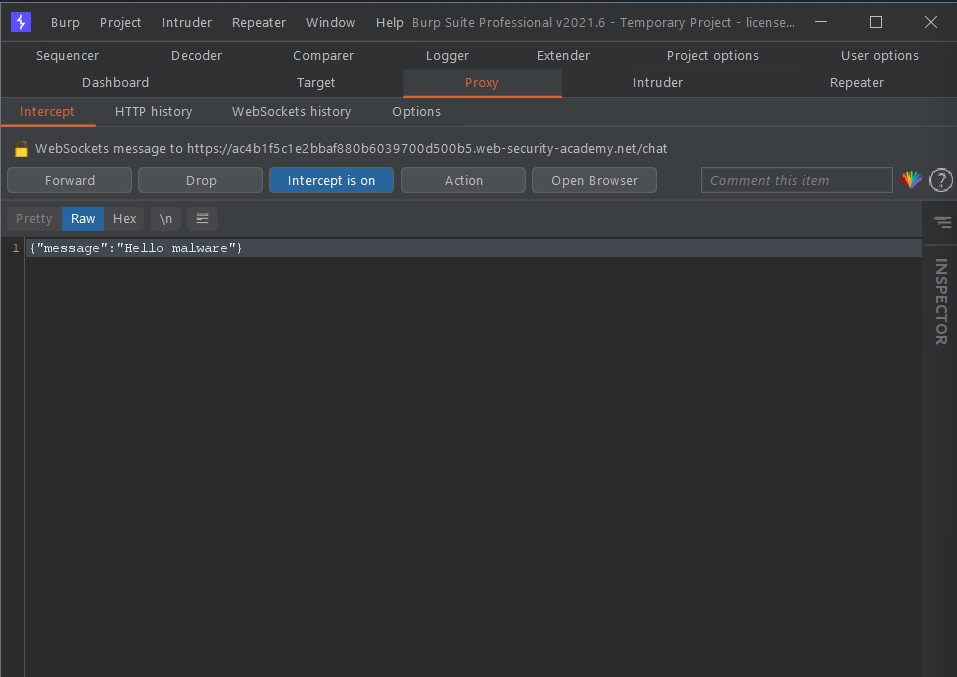 Burp Project Intruder Repeater Window Help Burp Suite Professional v2021.6 - Temporary Project - license...
Sequencer Decoder Comparer Logger Extender Project options User options
Dashboard Target Proxy Intruder Repeater
Intercept HTTP history WebSockets history Options
WebSockets message to https://ac4b1f5c1e2bbaf880b6039700d500b5.web-security-academy.net/chat
Forward Drop Intercept is on Action Open Browser Comment this item ?
Pretty Raw Hex \n
1 {"message":"Hello malware"}
INSPECTOR